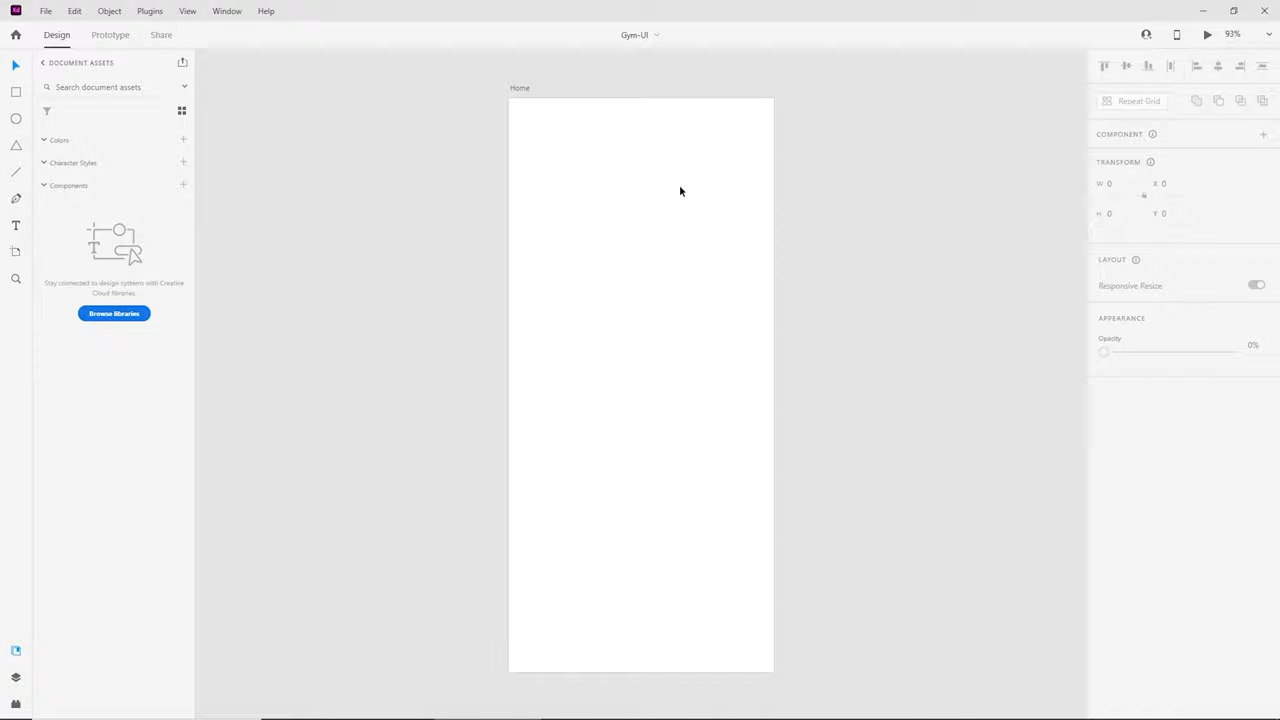 Xd
File Edit Object Plugins View Window Help
Design Prototype Share
Gym-UI
93%
DOCUMENT ASSETS
Search document assets
Colors
Character Styles
Components
T
Stay connected to design systems with Creative
Cloud libraries.
Browse libraries
Home
Repeat Grid
COMPONENT
TRANSFORM
W 0 X 0
H 0 Y 0
LAYOUT
Responsive Resize
APPEARANCE
Opacity
0%